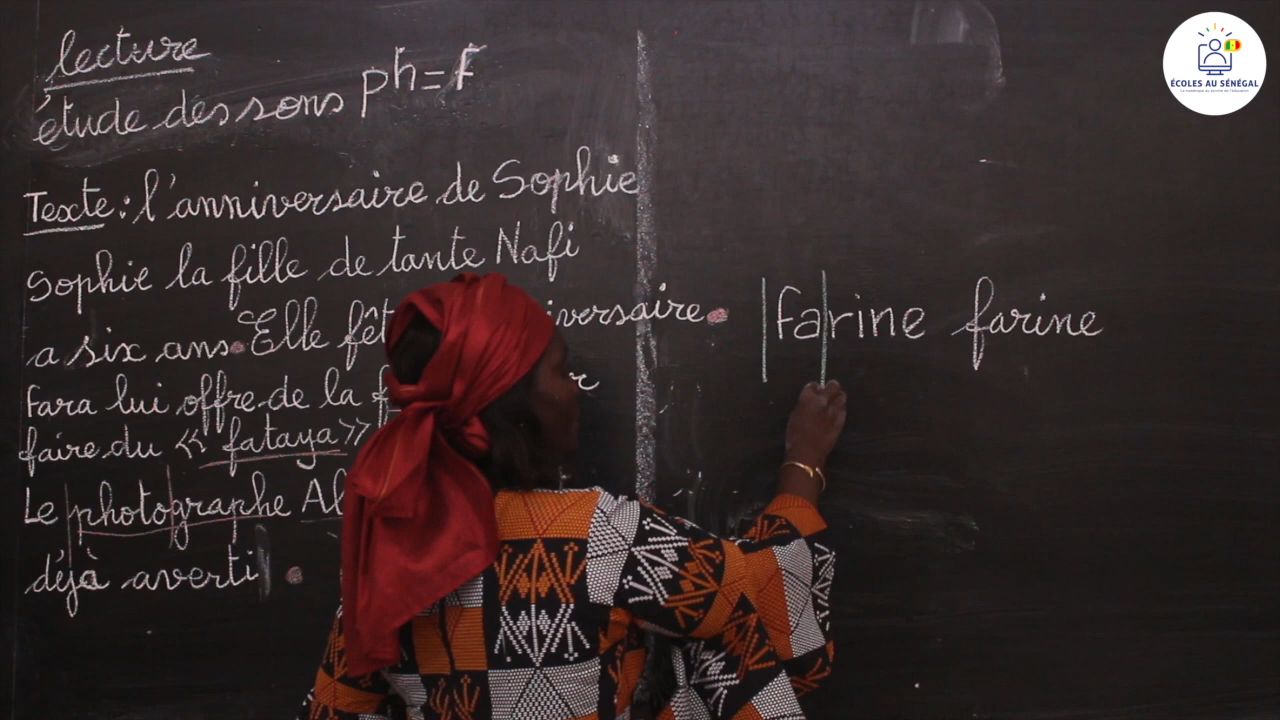 lecture
étude des sons ph=f
Texte : l'anniversaire de Sophie
Sophie la fille de tante Nafi
a six ans. Elle
Fara lui offre de la
faire du « fataya »
Le photographe
déjà averti.
farine farine
ÉCOLES AU SÉNÉGAL